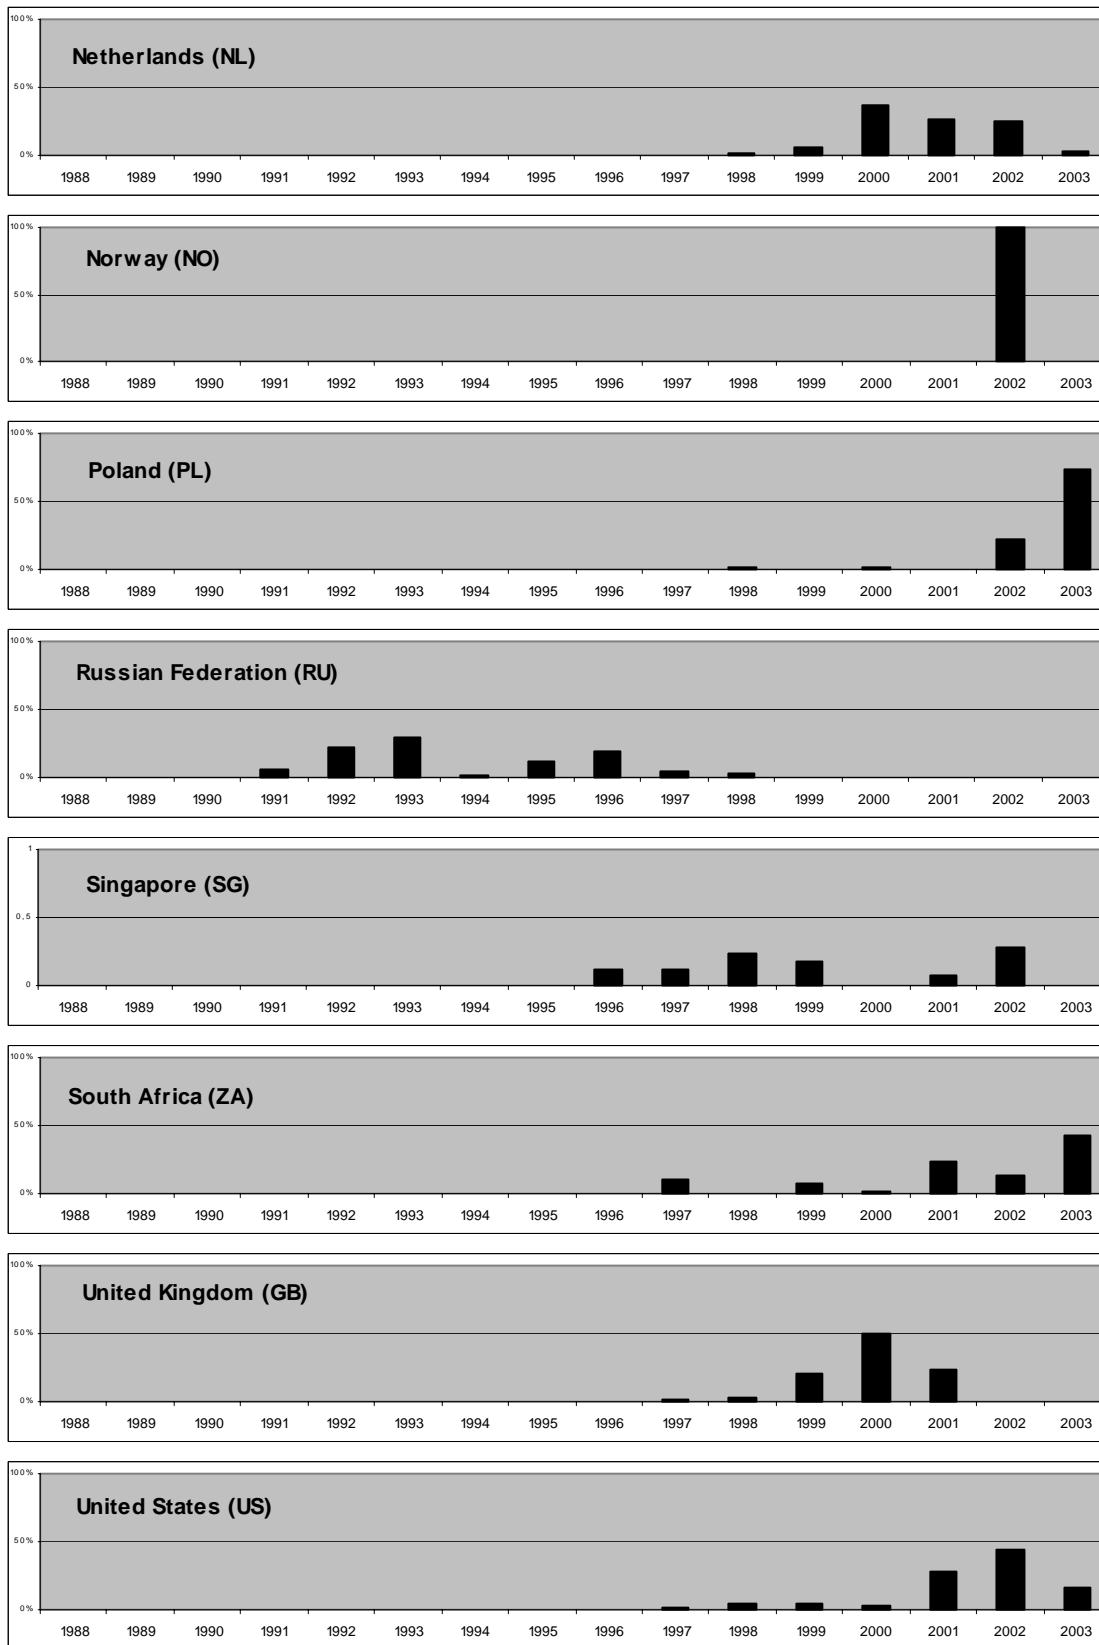 100%
Netherlands (NL)
50%
0%
1988 1989 1990 1991 1992 1993 1994 1995 1996 1997 1998 1999 2000 2001 2002 2003
100%
Norway (NO)
50%
0%
1988 1989 1990 1991 1992 1993 1994 1995 1996 1997 1998 1999 2000 2001 2002 2003
100%
Poland (PL)
50%
0%
1988 1989 1990 1991 1992 1993 1994 1995 1996 1997 1998 1999 2000 2001 2002 2003
100%
Russian Federation (RU)
50%
0%
1988 1989 1990 1991 1992 1993 1994 1995 1996 1997 1998 1999 2000 2001 2002 2003
1
Singapore (SG)
0,5
0
1988 1989 1990 1991 1992 1993 1994 1995 1996 1997 1998 1999 2000 2001 2002 2003
100%
South Africa (ZA)
50%
0%
1988 1989 1990 1991 1992 1993 1994 1995 1996 1997 1998 1999 2000 2001 2002 2003
100%
United Kingdom (GB)
50%
0%
1988 1989 1990 1991 1992 1993 1994 1995 1996 1997 1998 1999 2000 2001 2002 2003
100%
United States (US)
50%
0%
1988 1989 1990 1991 1992 1993 1994 1995 1996 1997 1998 1999 2000 2001 2002 2003